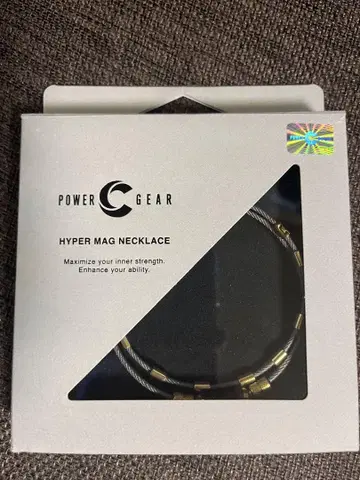 POWER GEAR
HYPER MAG NECKLACE
Maximize your inner strength.
Enhance your ability.